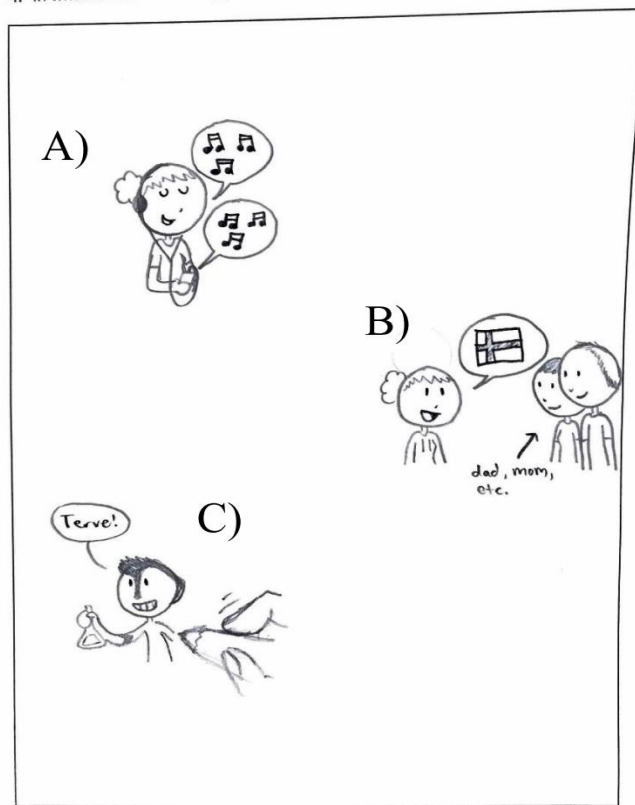 A)
B)
dad, mom,
etc.
Terve!
C)